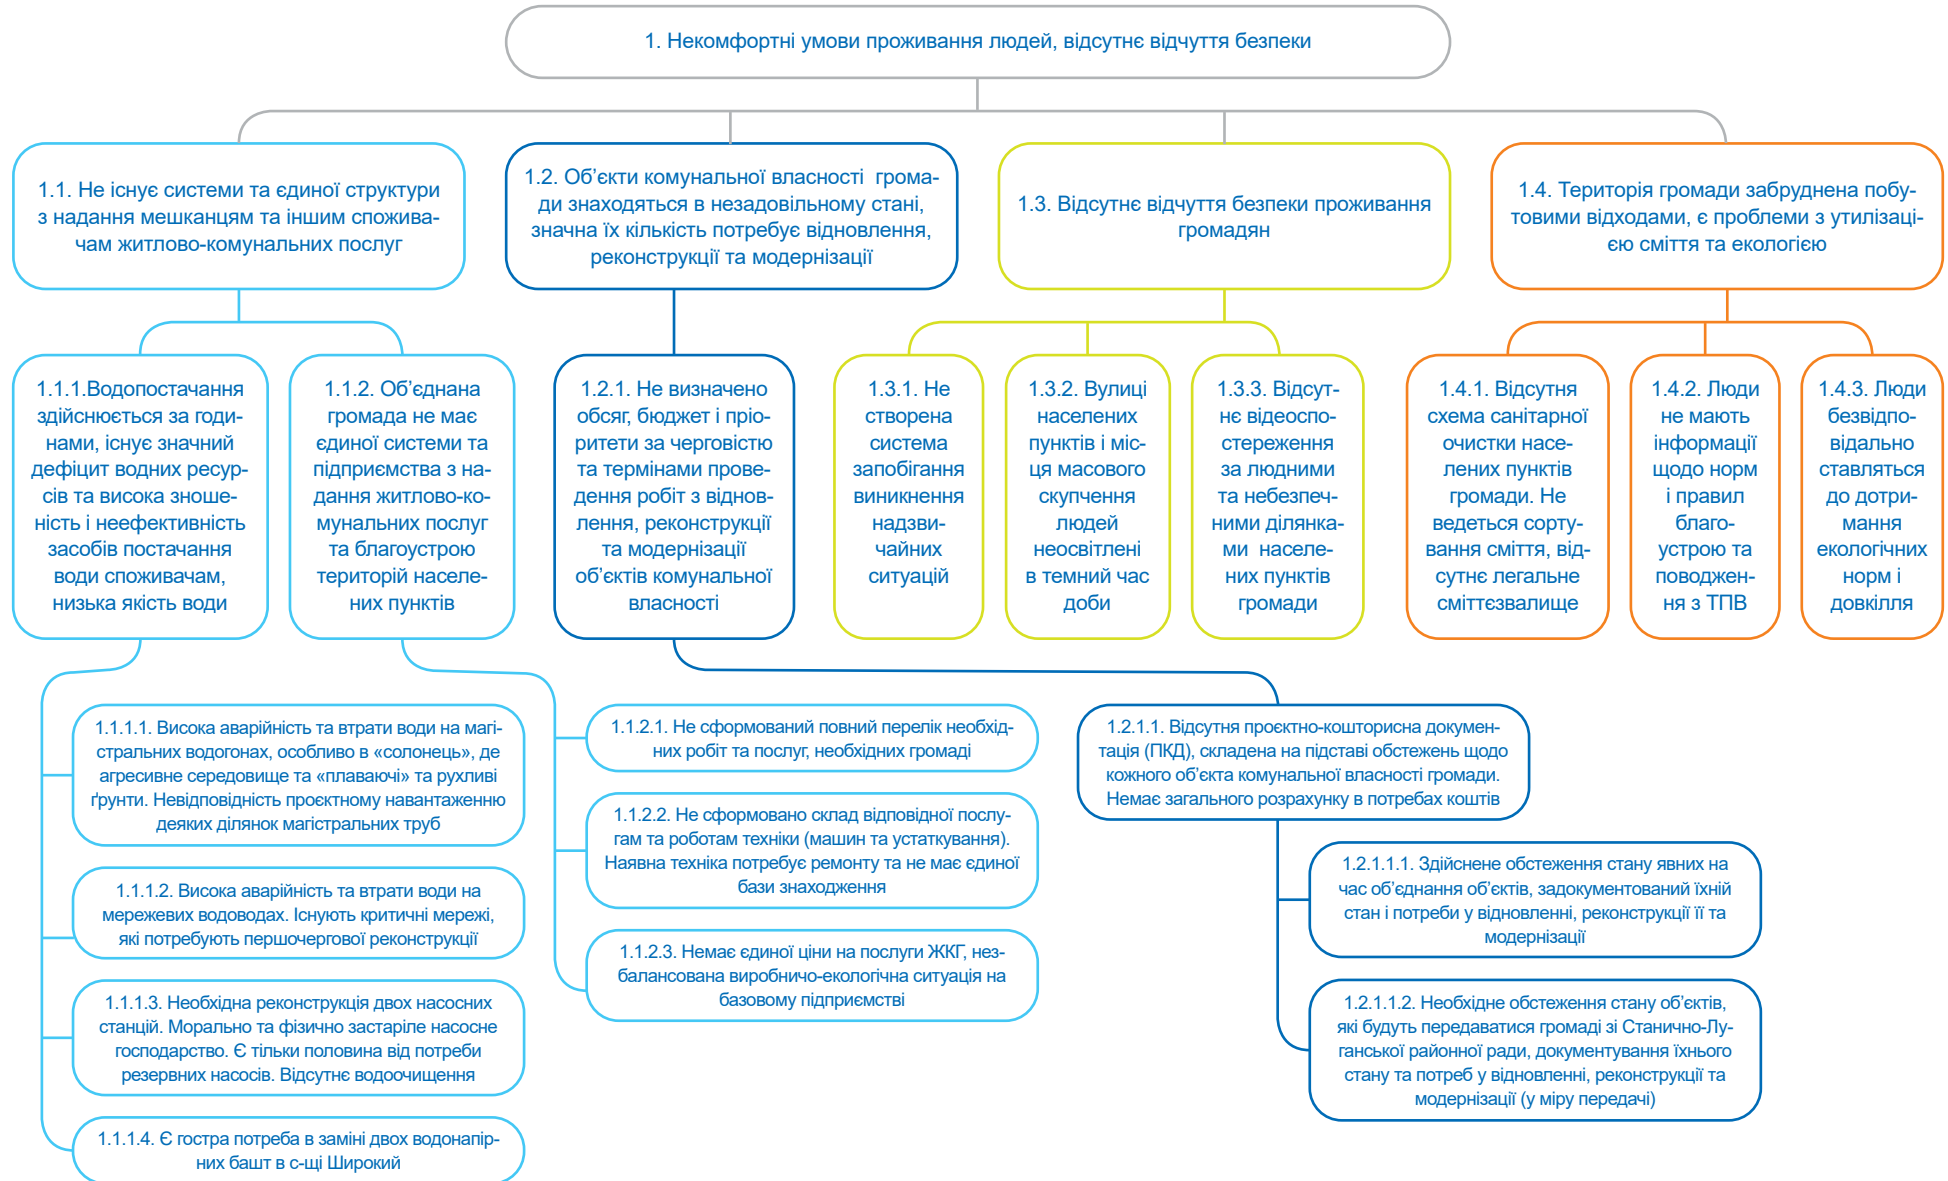 1. Некомфортні умови проживання людей, відсутнє відчуття безпеки
1.1. Не існує системи та єдиної структури
з надання мешканцям та іншим спожива-
чам житлово-комунальних послуг
1.2. Об’єкти комунальної власності грома-
ди знаходяться в незадовільному стані,
значна їх кількість потребує відновлення,
реконструкції та модернізації
1.3. Відсутнє відчуття безпеки проживання
громадян
1.4. Територія громади забруднена побу-
товими відходами, є проблеми з утилізаці-
єю сміття та екологією
1.1.1.Водопостачання
здійснюється за годи-
нами, існує значний
дефіцит водних ресур-
сів та висока зноше-
ність і неефективність
засобів постачання
води споживачам,
низька якість води
1.1.2. Об’єднана
громада не має
єдиної системи та
підприємства з на-
дання житлово-ко-
мунальних послуг
та благоустрою
територій населе-
них пунктів
1.2.1. Не визначено
обсяг, бюджет і пріо-
ритети за черговістю
та термінами прове-
дення робіт з віднов-
лення, реконструкції
та модернізації
об’єктів комунальної
власності
1.3.1. Не
створена
система
запобігання
виникнення
надзви-
чайних
ситуацій
1.3.2. Вулиці
населених
пунктів і міс-
ця масового
скупчення
людей
неосвітлені
в темний час
доби
1.3.3. Відсут-
нє відеоспо-
стереження
за людними
та небезпеч-
ними ділянка-
ми населе-
них пунктів
громади
1.4.1. Відсутня
схема санітарної
очистки насе-
лених пунктів
громади. Не
ведеться сорту-
вання сміття, від-
сутнє легальне
сміттєзвалище
1.4.2. Люди
не мають
інформації
щодо норм
і правил
благо-
устрою та
поводжен-
ня з ТПВ
1.4.3. Люди
безвідпо-
відально
ставляться
до дотри-
мання
екологічних
норм і
довкілля
1.1.1.1. Висока аварійність та втрати води на магі-
стральних водогонах, особливо в «солонець», де
агресивне середовище та «плаваючі» та рухливі
ґрунти. Невідповідність проєктному навантаженню
деяких ділянок магістральних труб
1.1.1.2. Висока аварійність та втрати води на
мережевих водоводах. Існують критичні мережі,
які потребують першочергової реконструкції
1.1.1.3. Необхідна реконструкція двох насосних
станцій. Морально та фізично застаріле насосне
господарство. Є тільки половина від потреби
резервних насосів. Відсутнє водоочищення
1.1.1.4. Є гостра потреба в заміні двох водонапір-
них башт в с-щі Широкий
1.1.2.1. Не сформований повний перелік необхід-
них робіт та послуг, необхідних громаді
1.1.2.2. Не сформовано склад відповідної послу-
гам та роботам техніки (машин та устаткування).
Наявна техніка потребує ремонту та не має єдиної
бази знаходження
1.1.2.3. Немає єдиної ціни на послуги ЖКГ, нез-
балансована виробничо-екологічна ситуація на
базовому підприємстві
1.2.1.1. Відсутня проєктно-кошторисна докумен-
тація (ПКД), складена на підставі обстежень щодо
кожного об’єкта комунальної власності громади.
Немає загального розрахунку в потребах коштів
1.2.1.1.1. Здійснене обстеження стану явних на
час об’єднання об’єктів, задокументований їхній
стан і потреби у відновленні, реконструкції її та
модернізації
1.2.1.1.2. Необхідне обстеження стану об’єктів,
які будуть передаватися громаді зі Станично-Лу-
ганської районної ради, документування їхнього
стану та потреб у відновленні, реконструкції та
модернізації (у міру передачі)